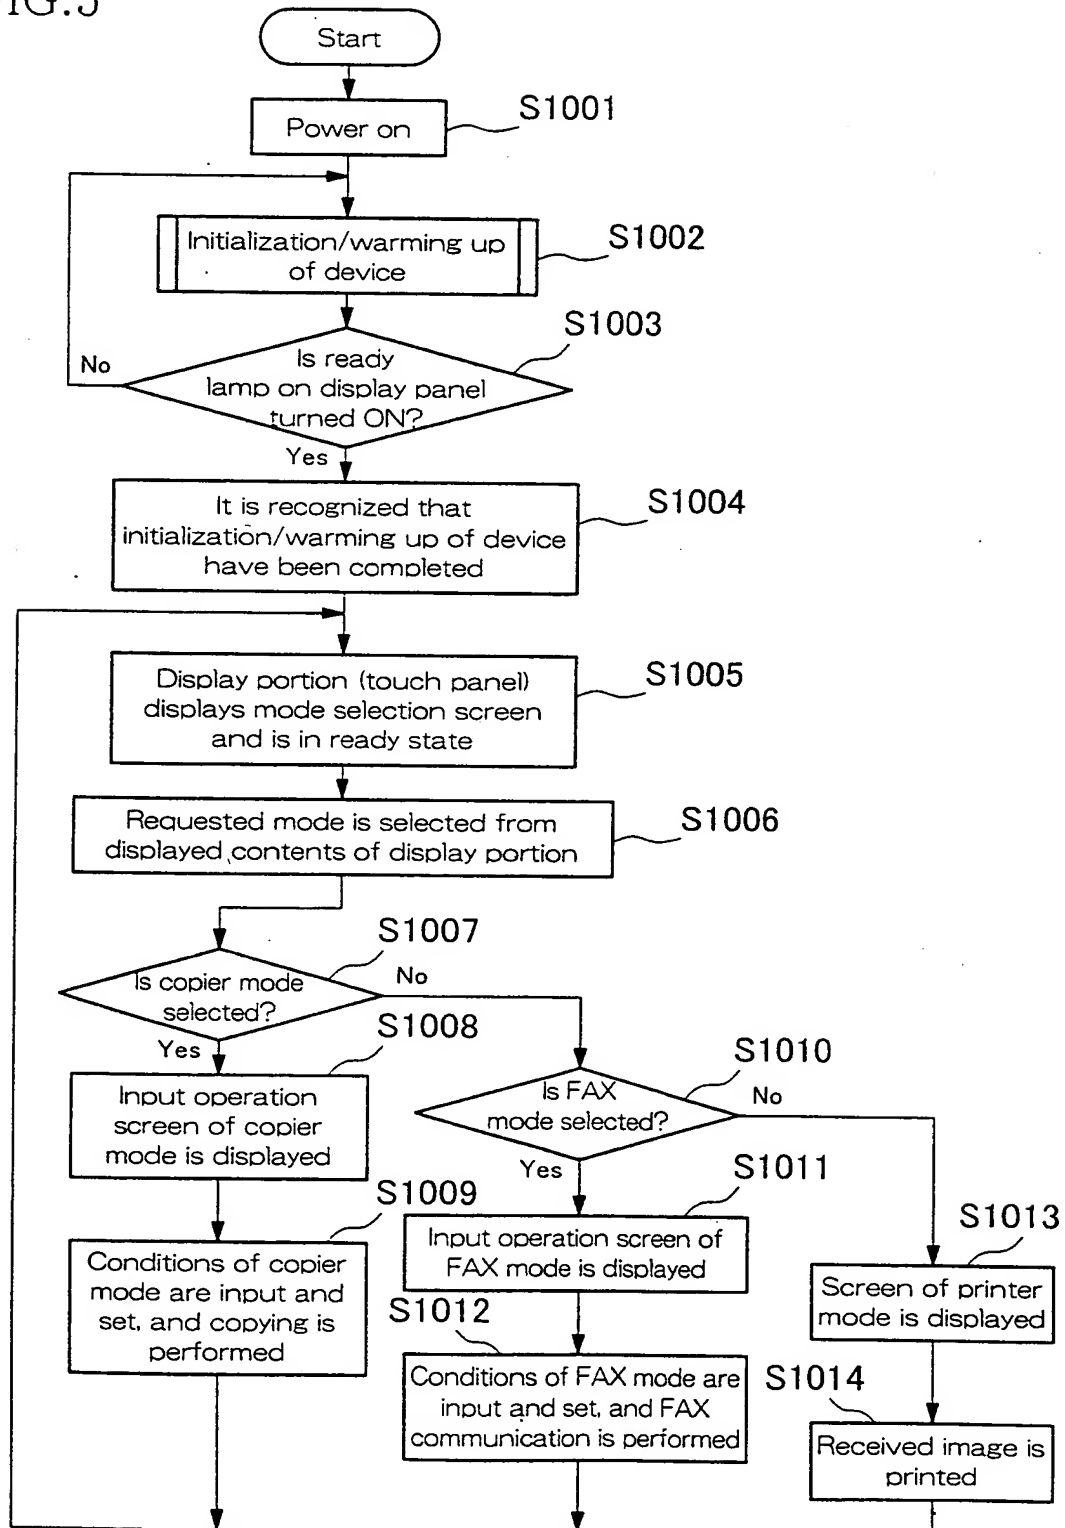 Start
S1001
Power on
S1002
Initialization/warming up
of device
S1003
Is ready
lamp on display panel
turned ON?
No
Yes
S1004
It is recognized that
initialization/warming up of device
have been completed
S1005
Display portion (touch panel)
displays mode selection screen
and is in ready state
S1006
Requested mode is selected from
displayed contents of display portion
S1007
Is copier mode
selected?
No
Yes
S1008
Input operation
screen of copier
mode is displayed
S1009
Conditions of copier
mode are input and
set, and copying is
performed
S1010
Is FAX
mode selected?
No
Yes
S1011
Input operation screen of
FAX mode is displayed
S1012
Conditions of FAX mode are
input and set, and FAX
communication is performed
S1013
Screen of printer
mode is displayed
S1014
Received image is
printed